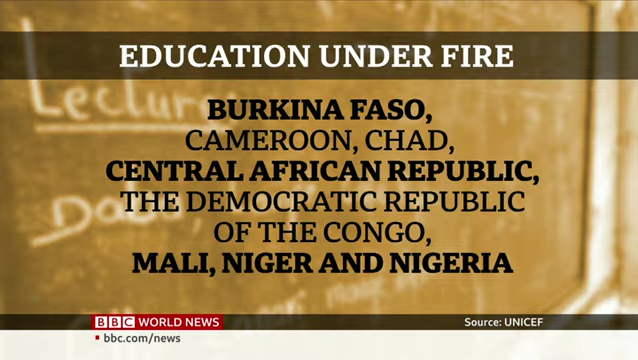 EDUCATION UNDER FIRE
Lecture
BURKINA FASO,
CAMEROON, CHAD,
CENTRAL AFRICAN REPUBLIC,
THE DEMOCRATIC REPUBLIC
OF THE CONGO,
MALI, NIGER AND NIGERIA
BBC WORLD NEWS
Source: UNICEF
bbc.com/news